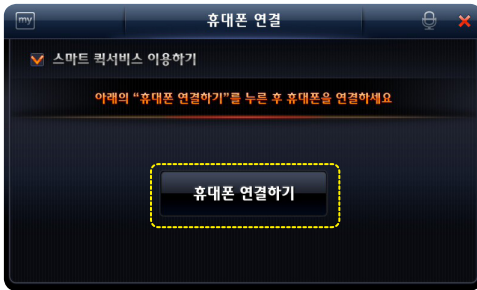 my
휴대폰 연결
스마트 퀵서비스 이용하기
아래의 “휴대폰 연결하기”를 누른 후 휴대폰을 연결하세요
휴대폰 연결하기